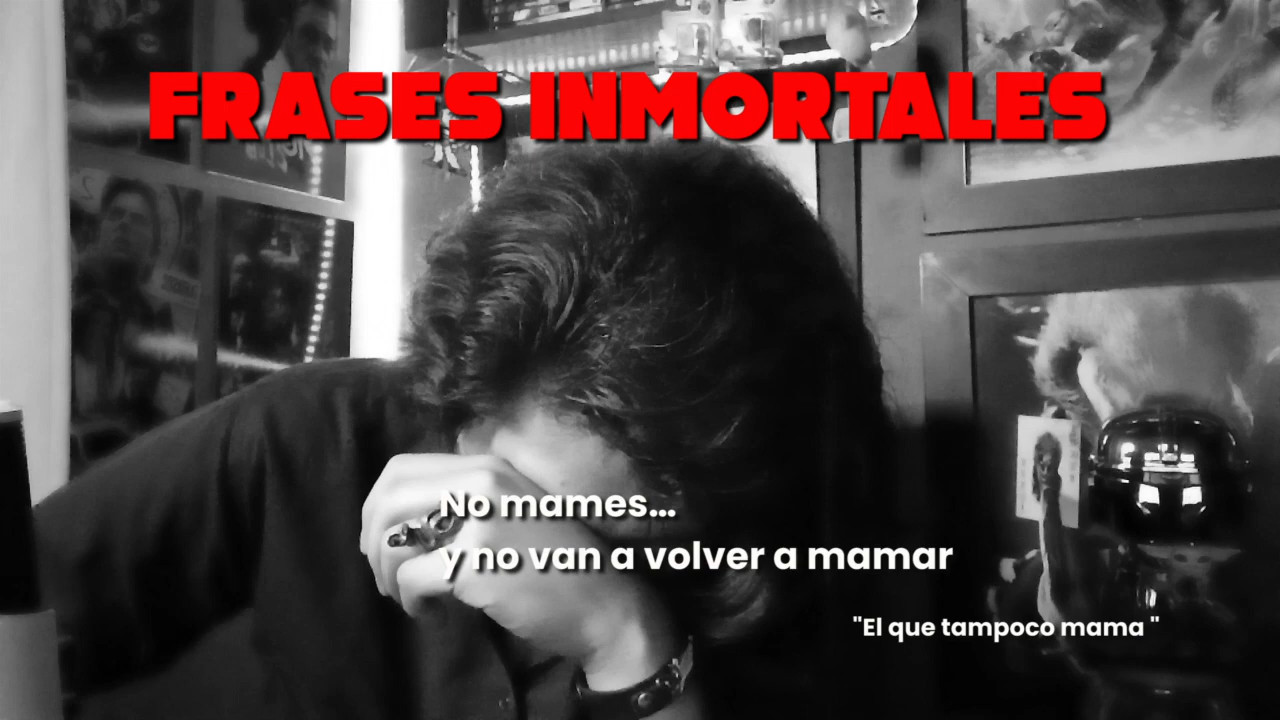 FRASES INMORTALES
No mames...
y no van a volver a mamar
"El que tampoco mama "